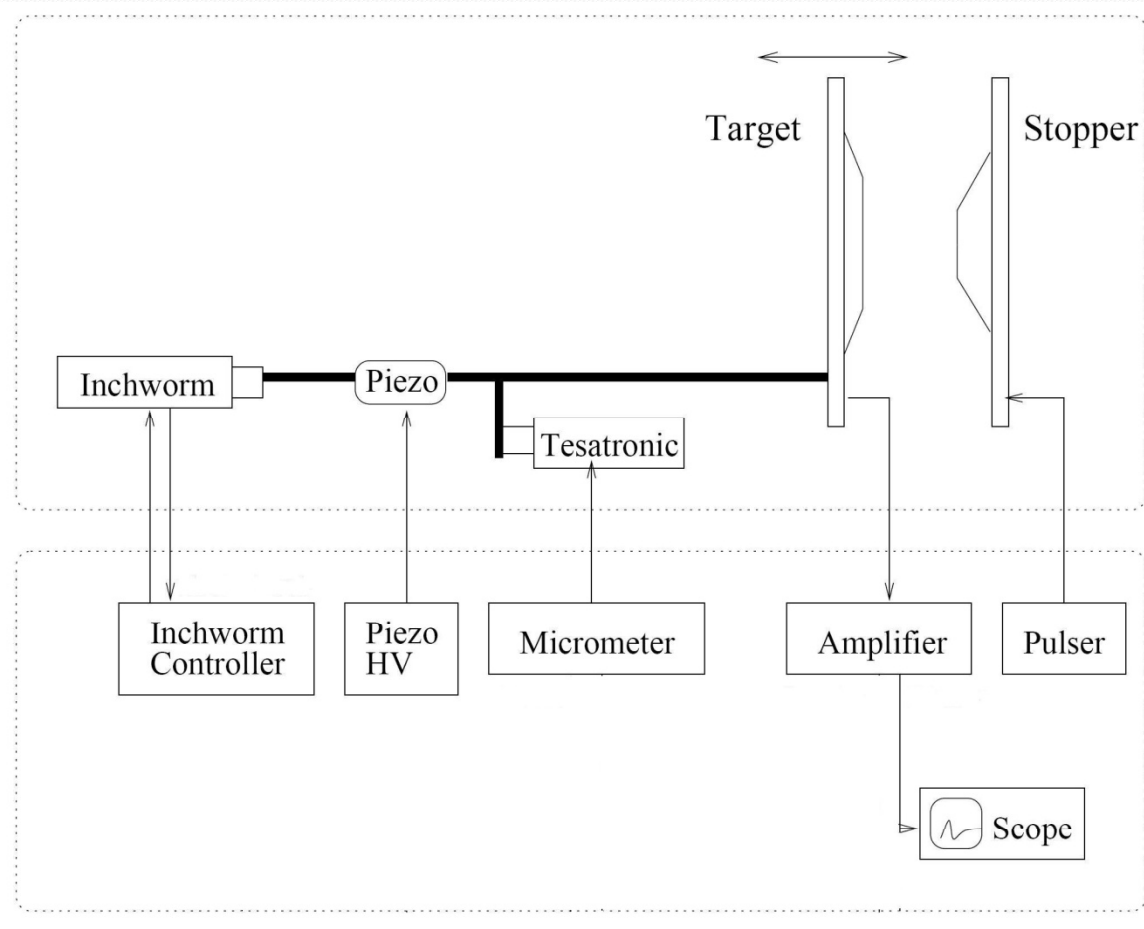 Target
Stopper
Inchworm
Piezo
Tesatronic
Inchworm
Controller
Piezo
HV
Micrometer
Amplifier
Pulser
Scope